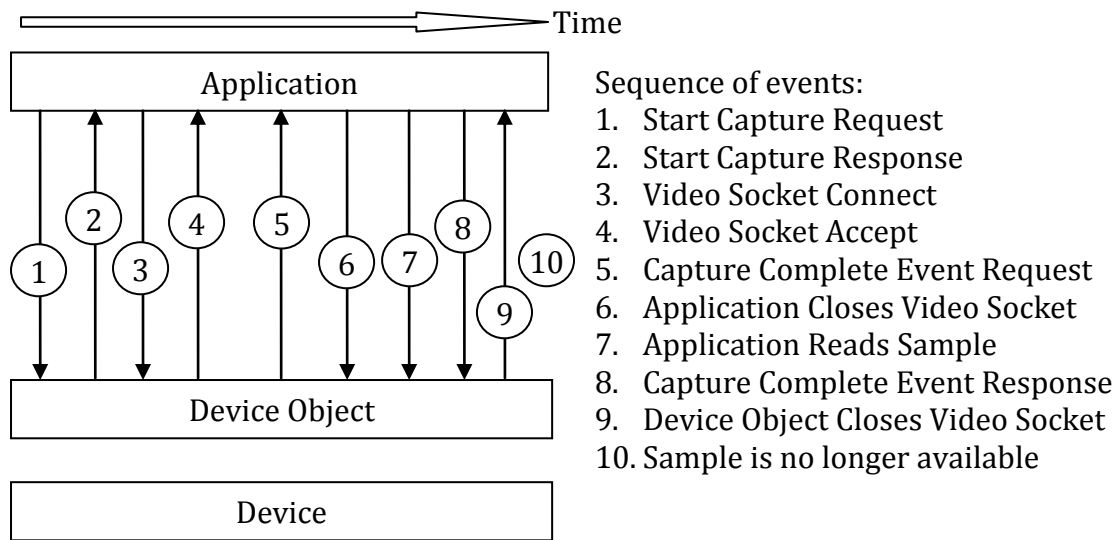 Time
Application
Sequence of events:
1. Start Capture Request
2. Start Capture Response
3. Video Socket Connect
4. Video Socket Accept
5. Capture Complete Event Request
6. Application Closes Video Socket
7. Application Reads Sample
8. Capture Complete Event Response
9. Device Object Closes Video Socket
10. Sample is no longer available
1
2
3
4
5
6
7
8
9
10
Device Object
Device